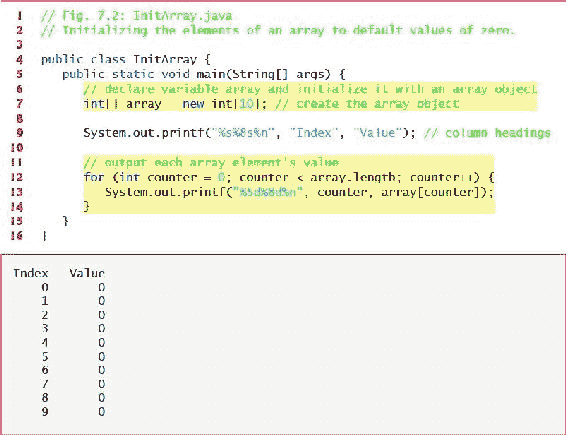 1 // Fig. 7.2: InitArray.java
2 // Initializing the elements of an array to default values of zero.
3
4 public class InitArray {
5 public static void main(String[] args) {
6 // declare variable array and initialize it with an array object
7 int[] array new int[10]; // create the array object
8
9 System.out.printf("%s%8s%n", "Index", "Value"); // column headings
10
11 // output each array element's value
12 for (int counter = 0; counter < array.length; counter++) {
13 System.out.printf("%5d%8d%n", counter, array[counter]);
14 }
15 }
16 }
Index Value
0 0
1 0
2 0
3 0
4 0
5 0
6 0
7 0
8 0
9 0